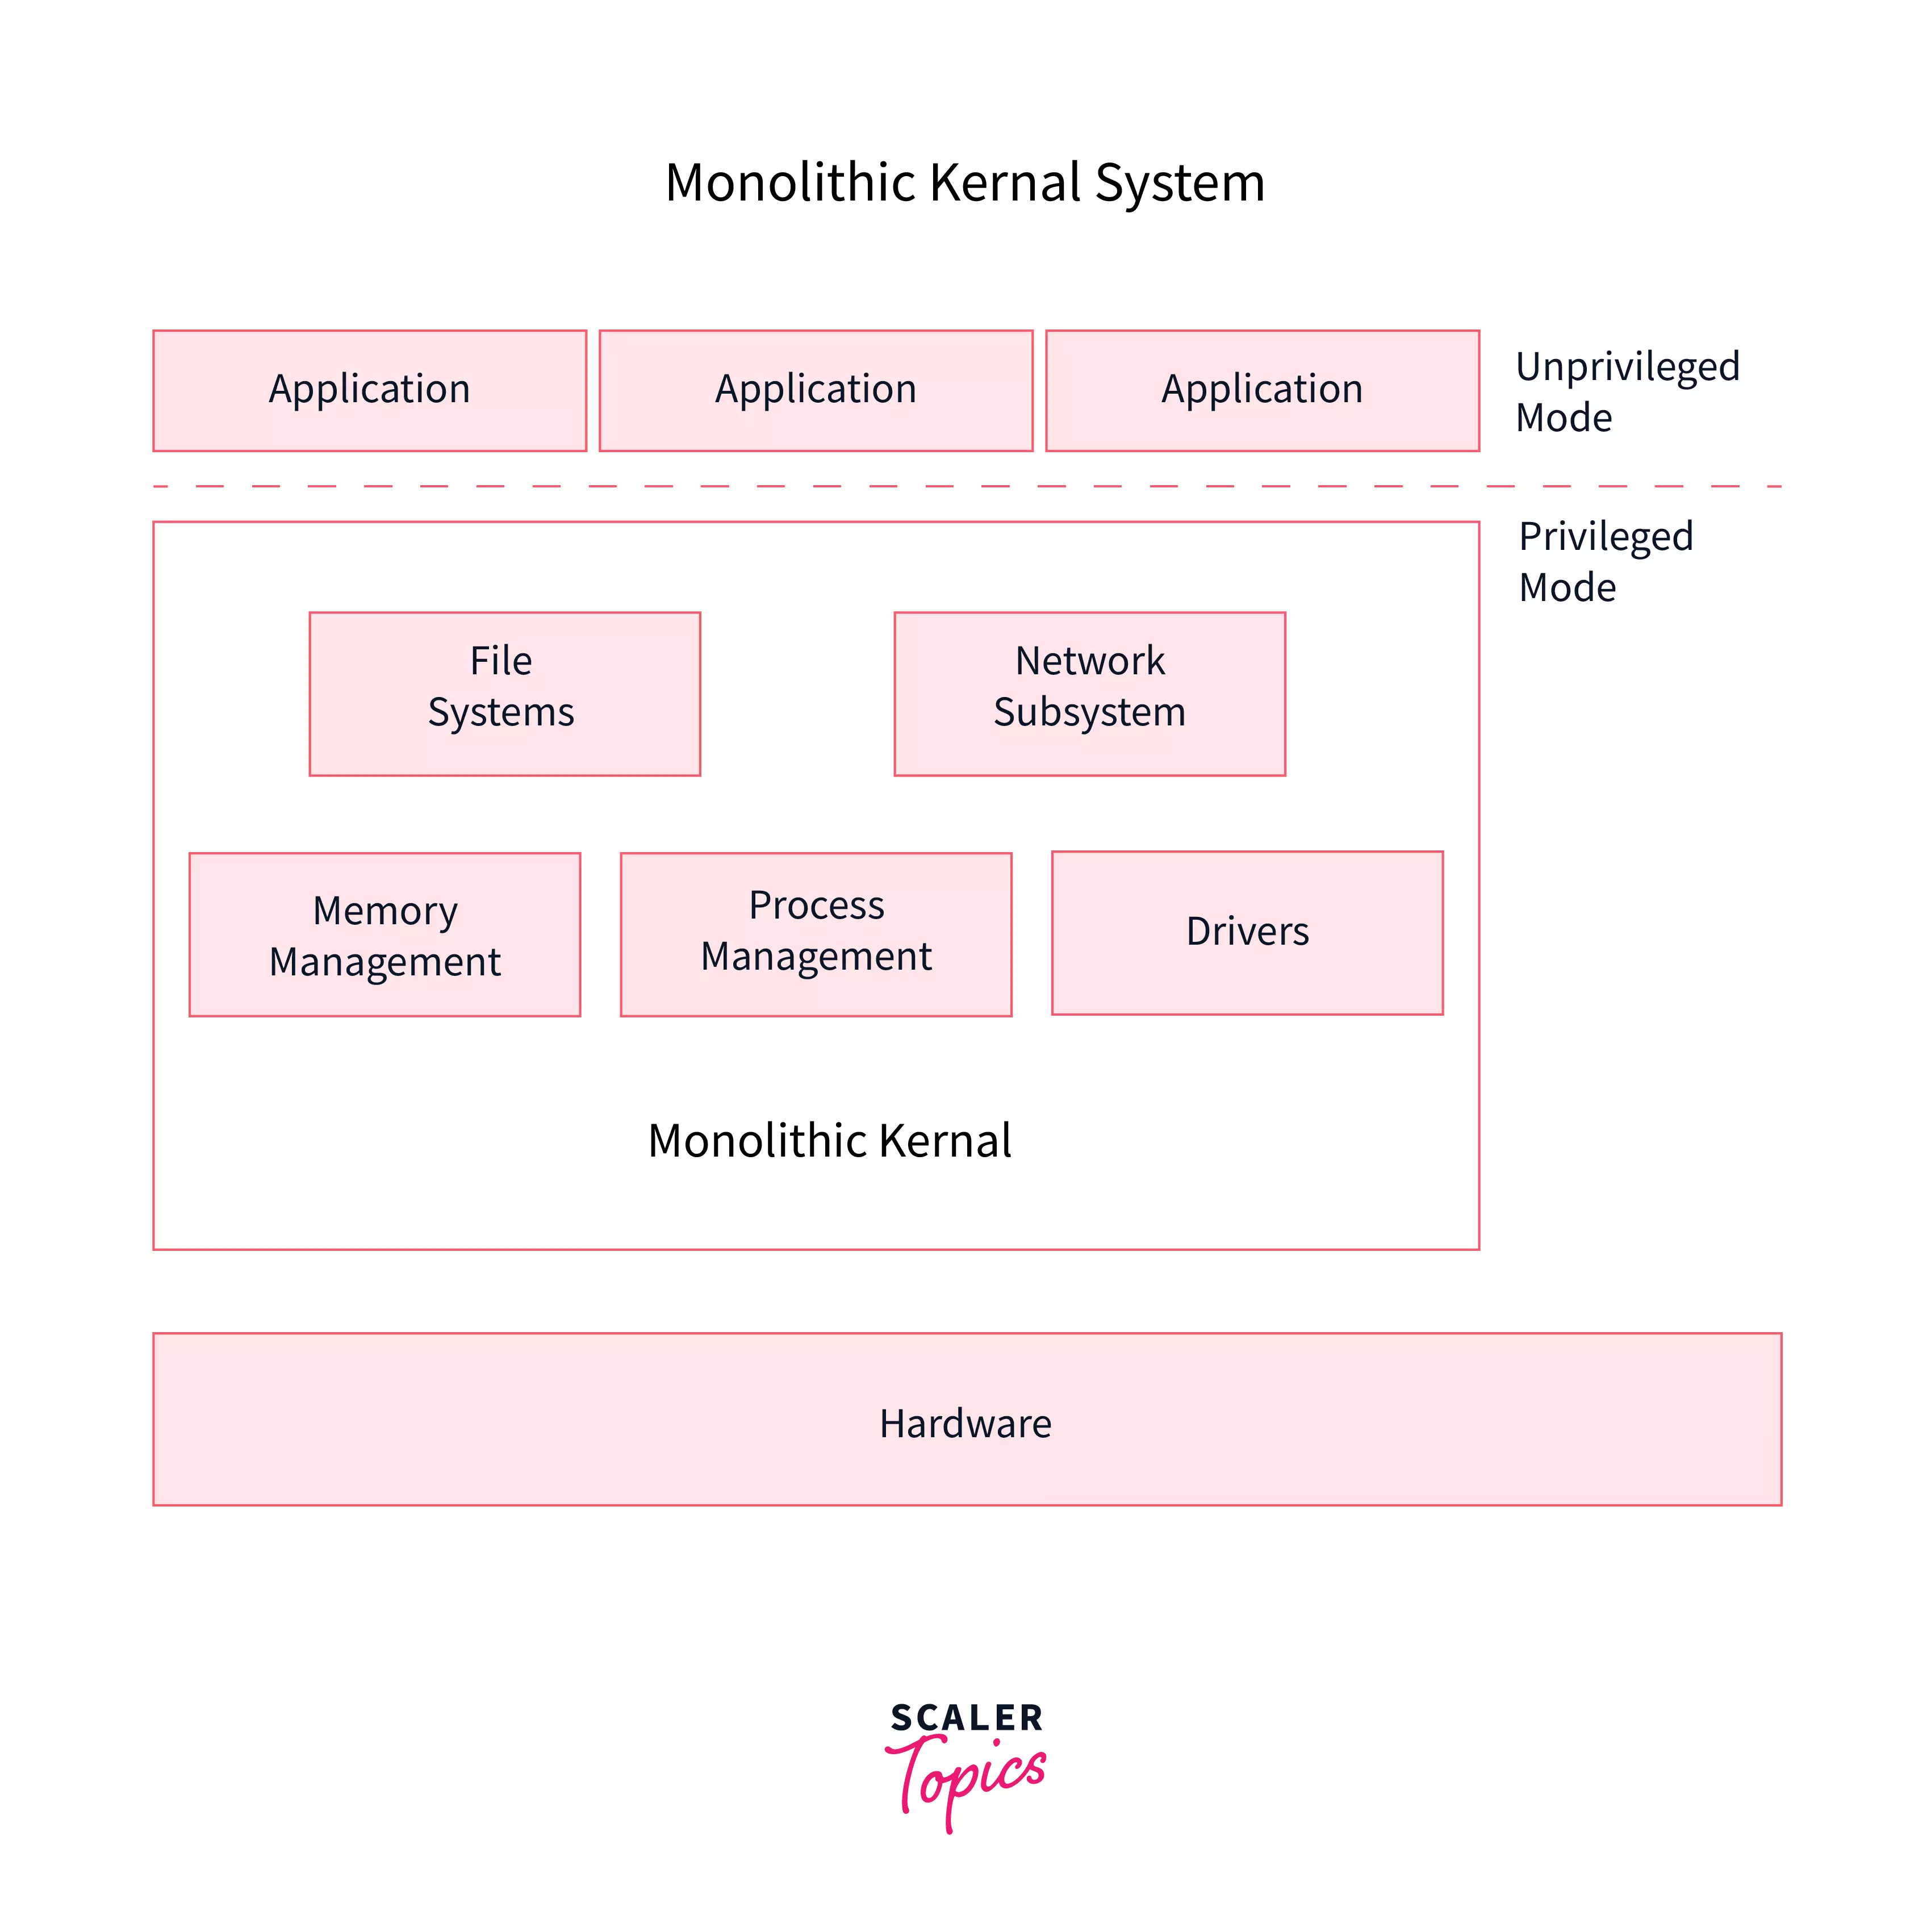 Monolithic Kernal System
Application
Application
Application
Unprivileged
Mode
Privileged
Mode
File
Systems
Network
Subsystem
Memory
Management
Process
Management
Drivers
Monolithic Kernal
Hardware
SCALER
Topics